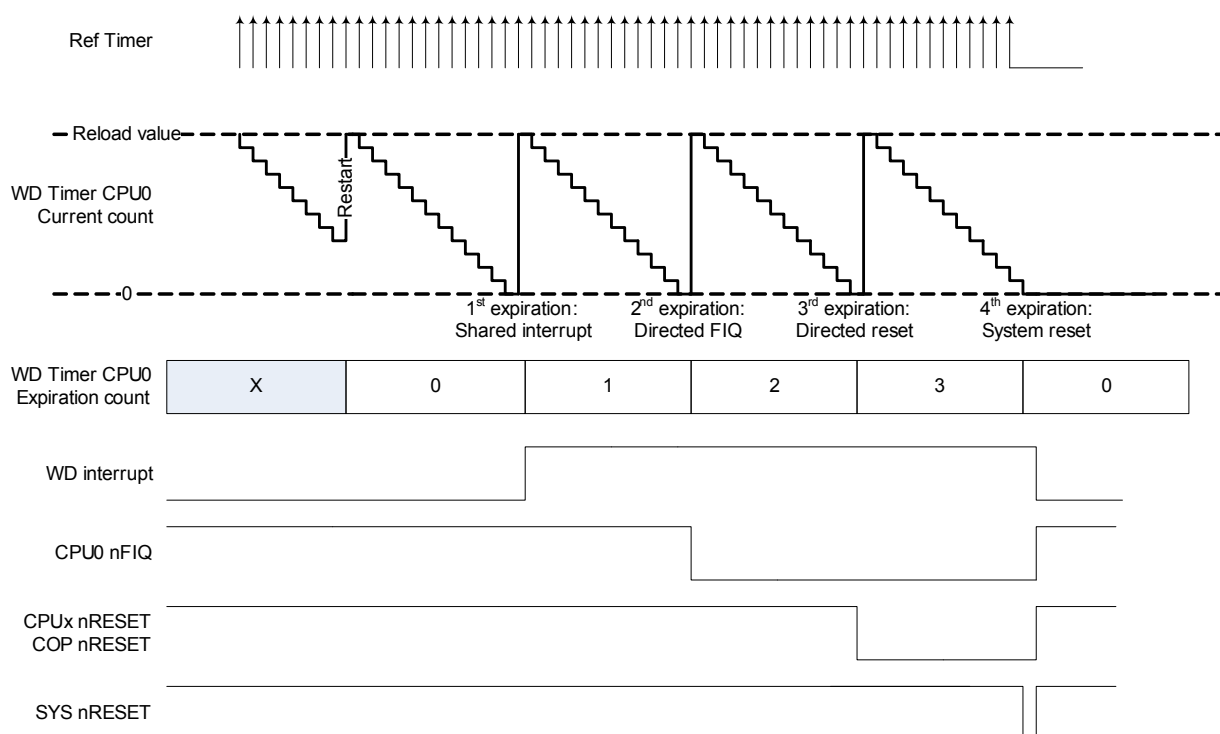 Ref Timer
Reload value
WD Timer CPU0
Current count
Restart
0
1st expiration:
Shared interrupt
2nd expiration:
Directed FIQ
3rd expiration:
Directed reset
4th expiration:
System reset
WD Timer CPU0
Expiration count
X
0
1
2
3
0
WD interrupt
CPU0 nFIQ
CPUx nRESET
COP nRESET
SYS nRESET